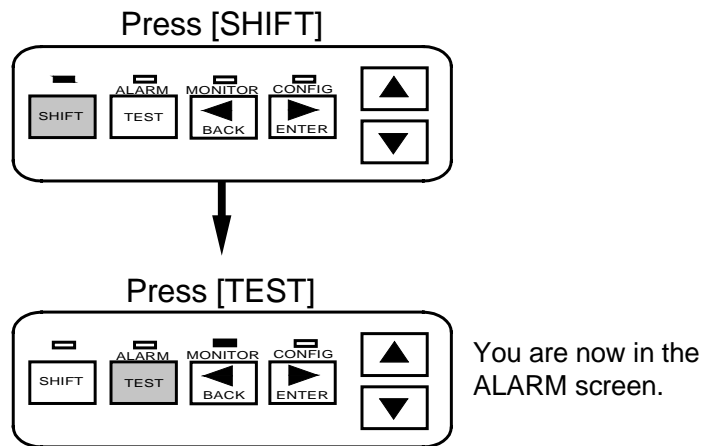 Press [SHIFT]
ALARM MONITOR CONFIG
SHIFT TEST
BACK ENTER
Press [TEST]
ALARM MONITOR CONFIG
SHIFT TEST
BACK ENTER
You are now in the
ALARM screen.